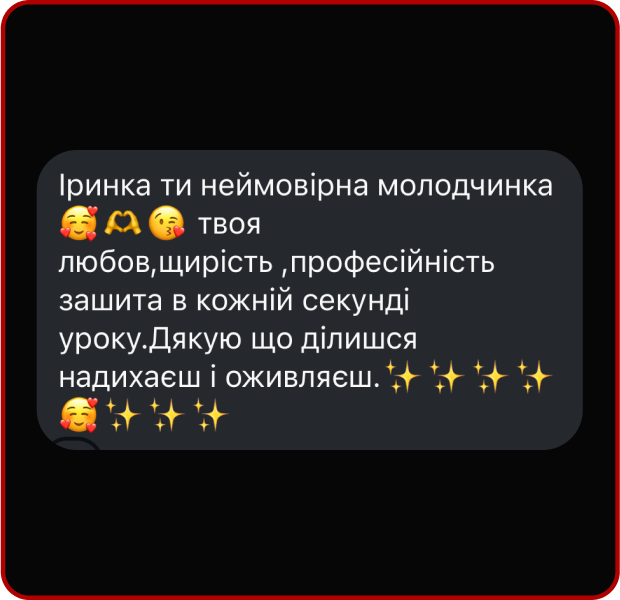 Іринка ти неймовірна молодчинка
🥰🫶😘 твоя
любов,щирість ,професійність
зашита в кожній секунді
уроку.Дякую що ділишся
надихаєш і оживляєш.✨✨✨✨
🥰✨✨✨